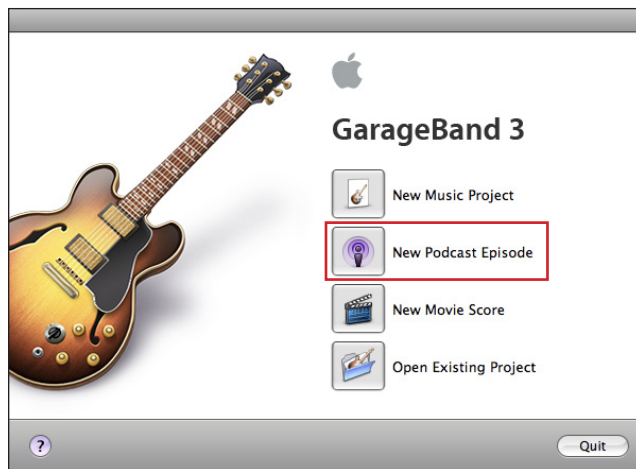 GarageBand 3
New Music Project
New Podcast Episode
New Movie Score
Open Existing Project
?
Quit